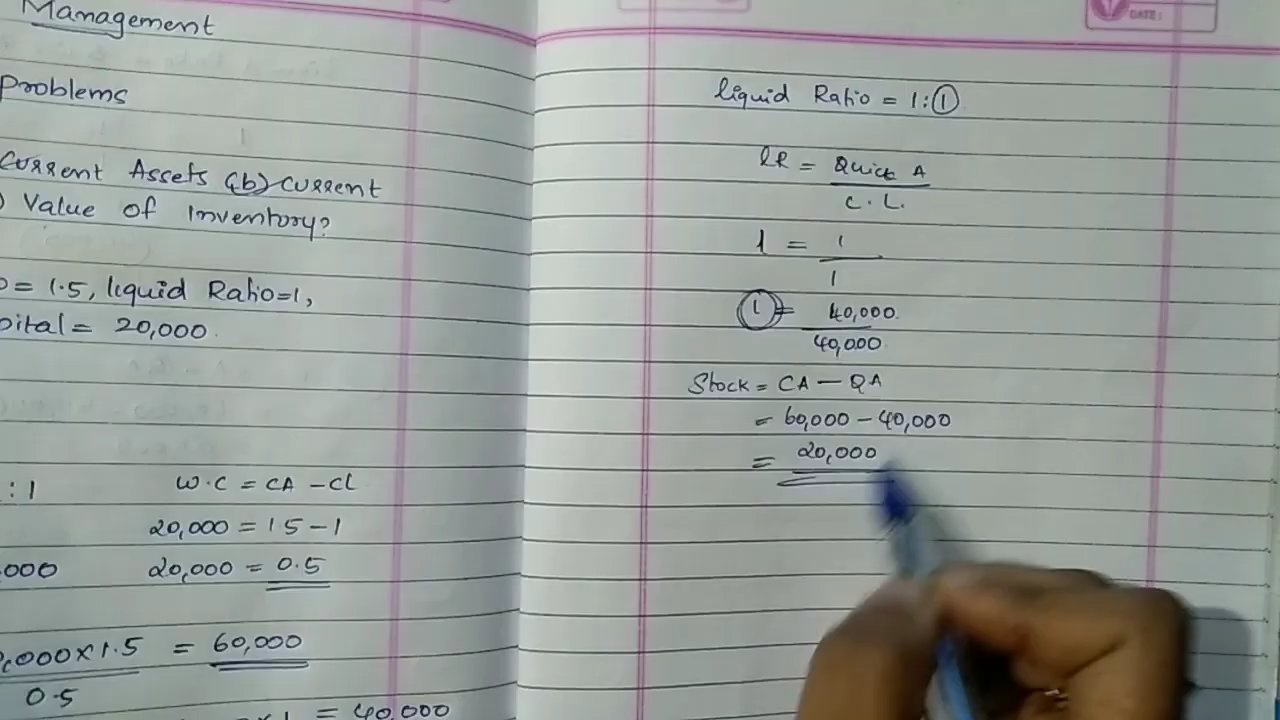 Management
Problems
Current Assets (b) Current
) Value of Inventory?
= 1.5, liquid Ratio=1,
pital = 20,000.
: 1
W.C = CA - CL
20,000 = 1 5 - 1
000
20,000 = 0.5
,000 x 1.5 = 60,000
0.5
x 1 = 40,000
DATE:
liquid Ratio = 1:1
LR = Quick A
C.L.
1 = 1
1
1 = 40,000.
40,000
Stock = CA - QA
= 60,000 - 40,000
= 20,000